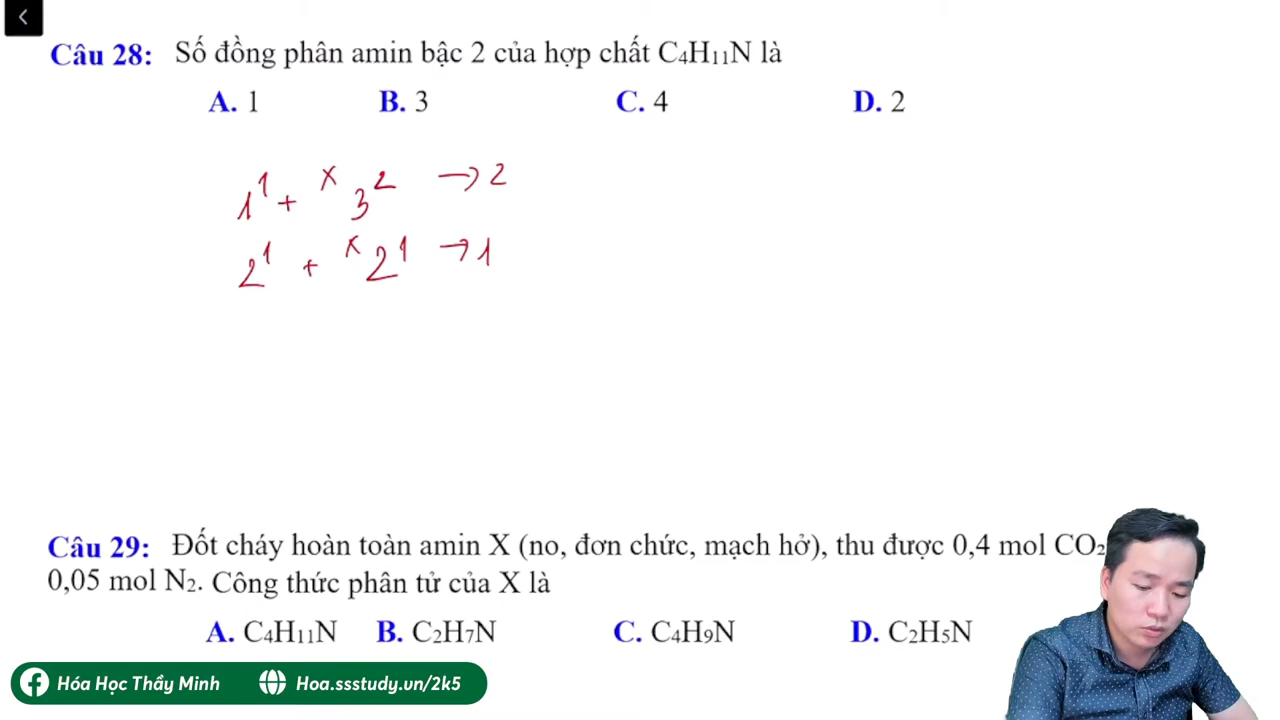 Câu 28: Số đồng phân amin bậc 2 của hợp chất C₄H₁₁N là
A. 1 B. 3 C. 4 D. 2
1¹ + ˣ3² → 2
2¹ + ˣ2¹ → 1
Câu 29: Đốt cháy hoàn toàn amin X (no, đơn chức, mạch hở), thu được 0,4 mol CO₂
0,05 mol N₂. Công thức phân tử của X là
A. C₄H₁₁N B. C₂H₇N C. C₄H₉N D. C₂H₅N
Hóa Học Thầy Minh Hoa.ssstudy.vn/2k5